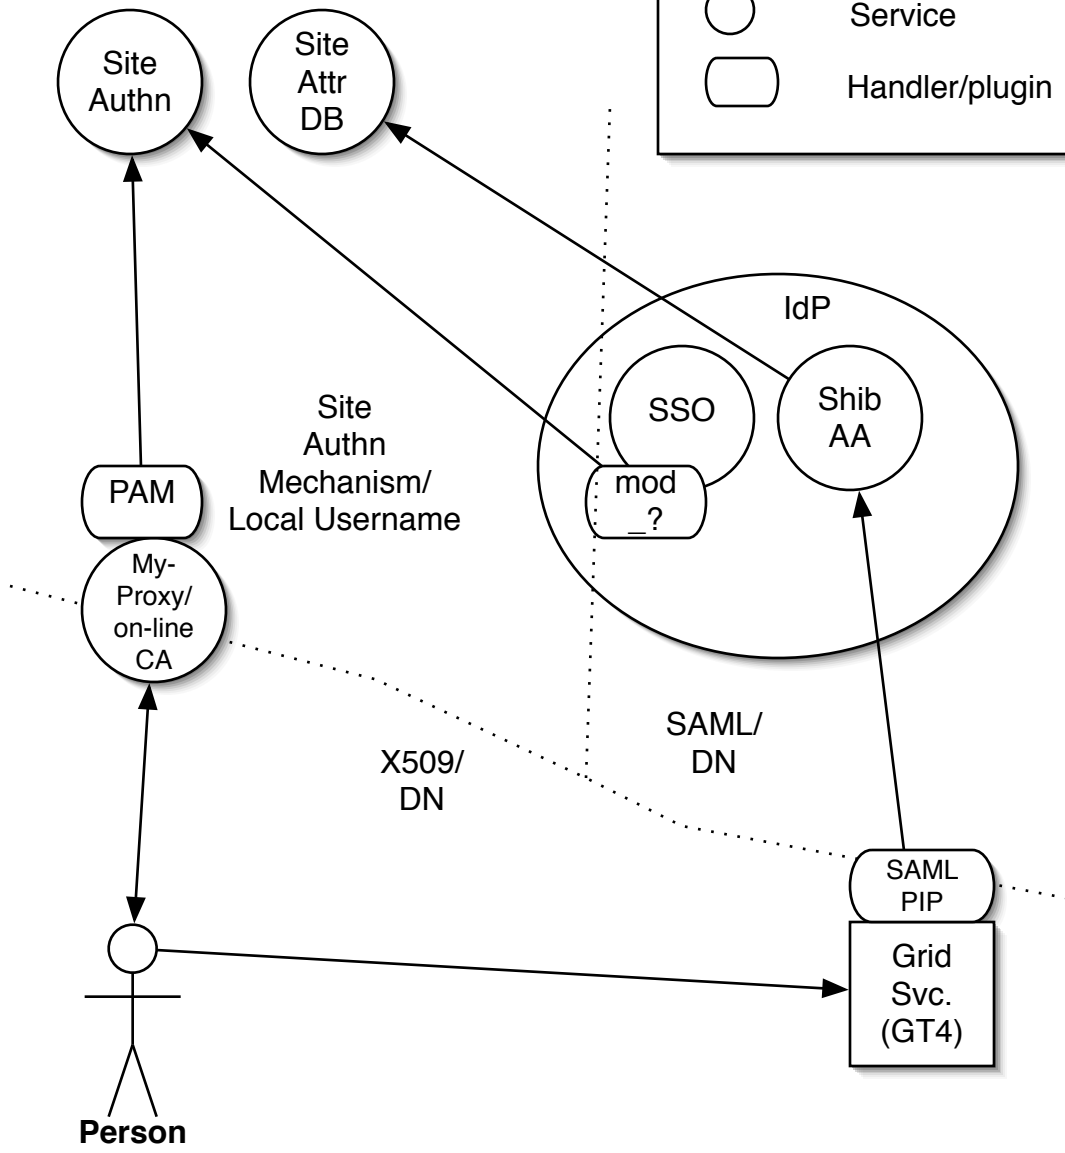 Service
Handler/plugin
Site
Authn
Site
Attr
DB
IdP
SSO
Shib
AA
mod
_?
Site
Authn
Mechanism/
Local Username
PAM
My-
Proxy/
on-line
CA
X509/
DN
SAML/
DN
SAML
PIP
Grid
Svc.
(GT4)
Person